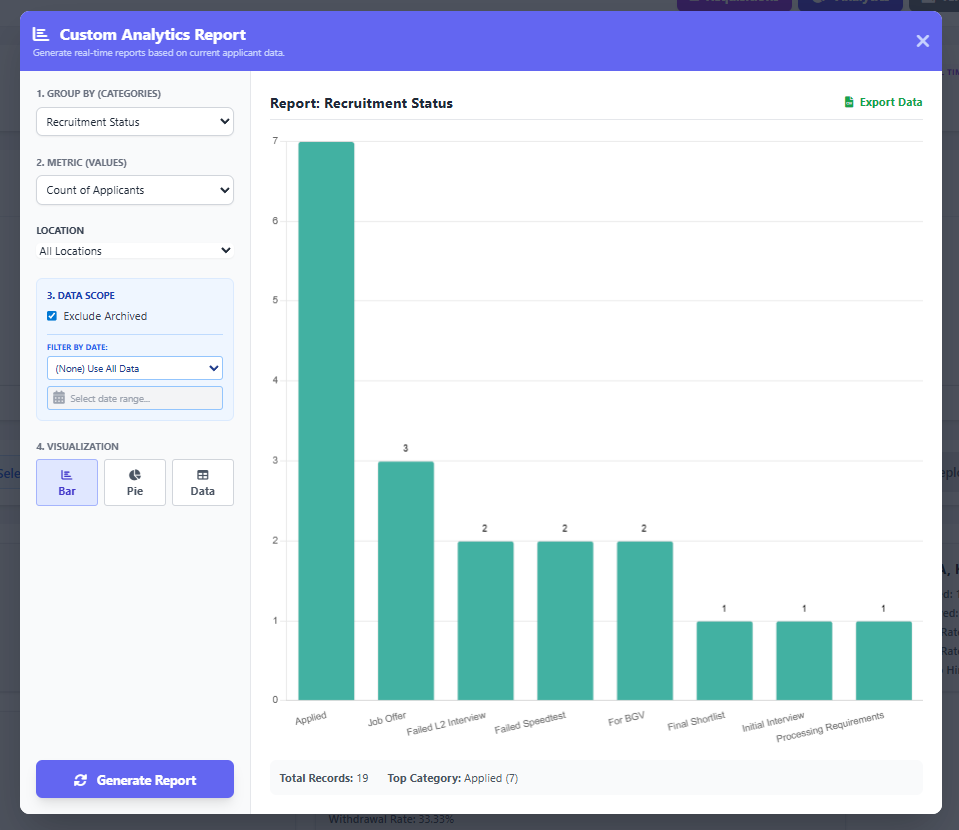 Custom Analytics Report
Generate real-time reports based on current applicant data.
1. GROUP BY (CATEGORIES)
Recruitment Status
2. METRIC (VALUES)
Count of Applicants
LOCATION
All Locations
3. DATA SCOPE
Exclude Archived
FILTER BY DATE:
(None) Use All Data
Select date range...
4. VISUALIZATION
Bar
Pie
Data
Generate Report
Report: Recruitment Status
Export Data
7
6
5
4
3
2
1
0
3
2
2
2
1
1
1
Applied
Job Offer
Failed L2 Interview
Failed Speedtest
For BGV
Final Shortlist
Initial Interview
Processing Requirements
Total Records: 19
Top Category: Applied (7)
Withdrawal Rate: 33.33%